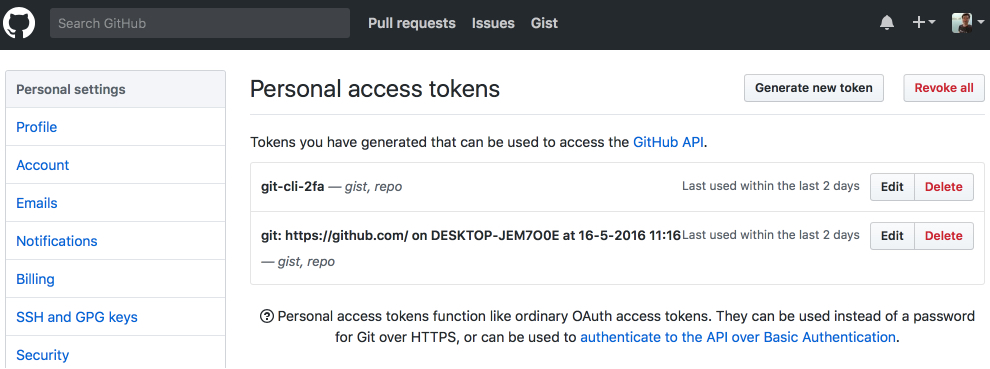 Search GitHub
Pull requests Issues Gist
Personal settings
Profile
Account
Emails
Notifications
Billing
SSH and GPG keys
Security
Personal access tokens
Generate new token
Revoke all
Tokens you have generated that can be used to access the GitHub API.
git-cli-2fa — gist, repo
Last used within the last 2 days
Edit
Delete
git: https://github.com/ on DESKTOP-JEM7O0E at 16-5-2016 11:16
— gist, repo
Last used within the last 2 days
Edit
Delete
Personal access tokens function like ordinary OAuth access tokens. They can be used instead of a password
for Git over HTTPS, or can be used to authenticate to the API over Basic Authentication.